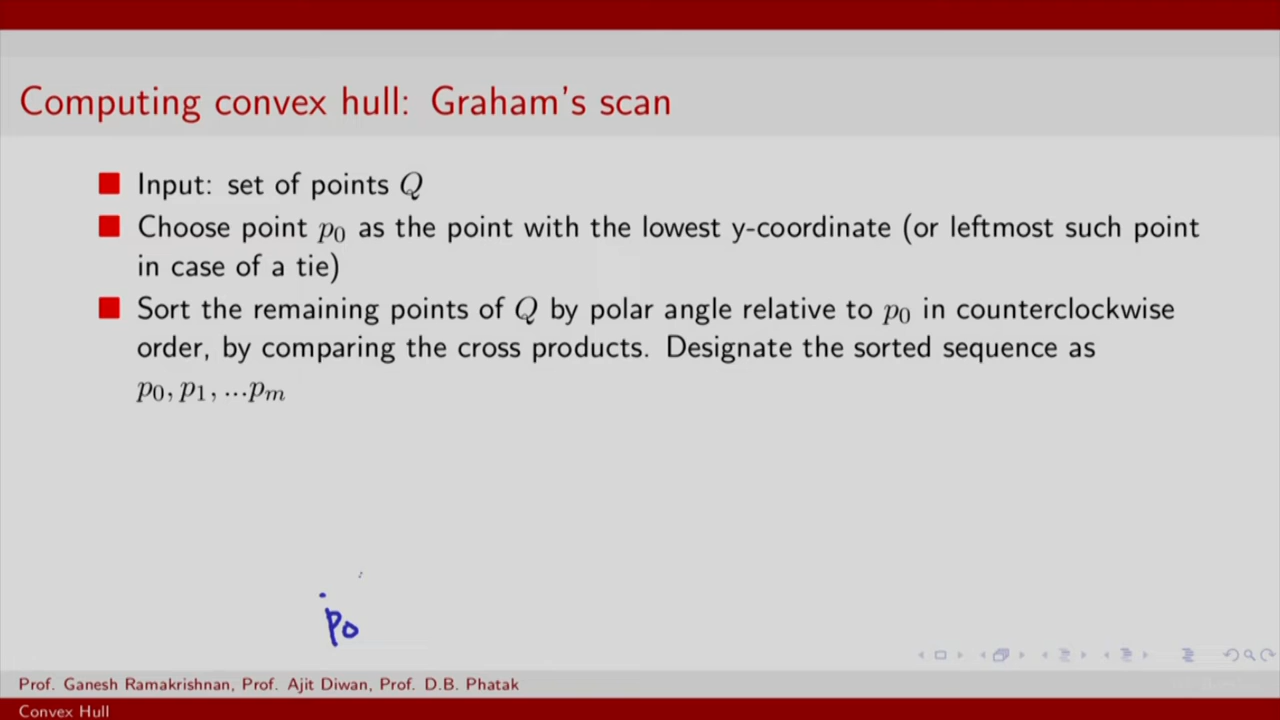 Computing convex hull: Graham's scan
Input: set of points Q
Choose point p0 as the point with the lowest y-coordinate (or leftmost such point
in case of a tie)
Sort the remaining points of Q by polar angle relative to p0 in counterclockwise
order, by comparing the cross products. Designate the sorted sequence as
p0, p1, ...pm
p0
Prof. Ganesh Ramakrishnan, Prof. Ajit Diwan, Prof. D.B. Phatak
Convex Hull